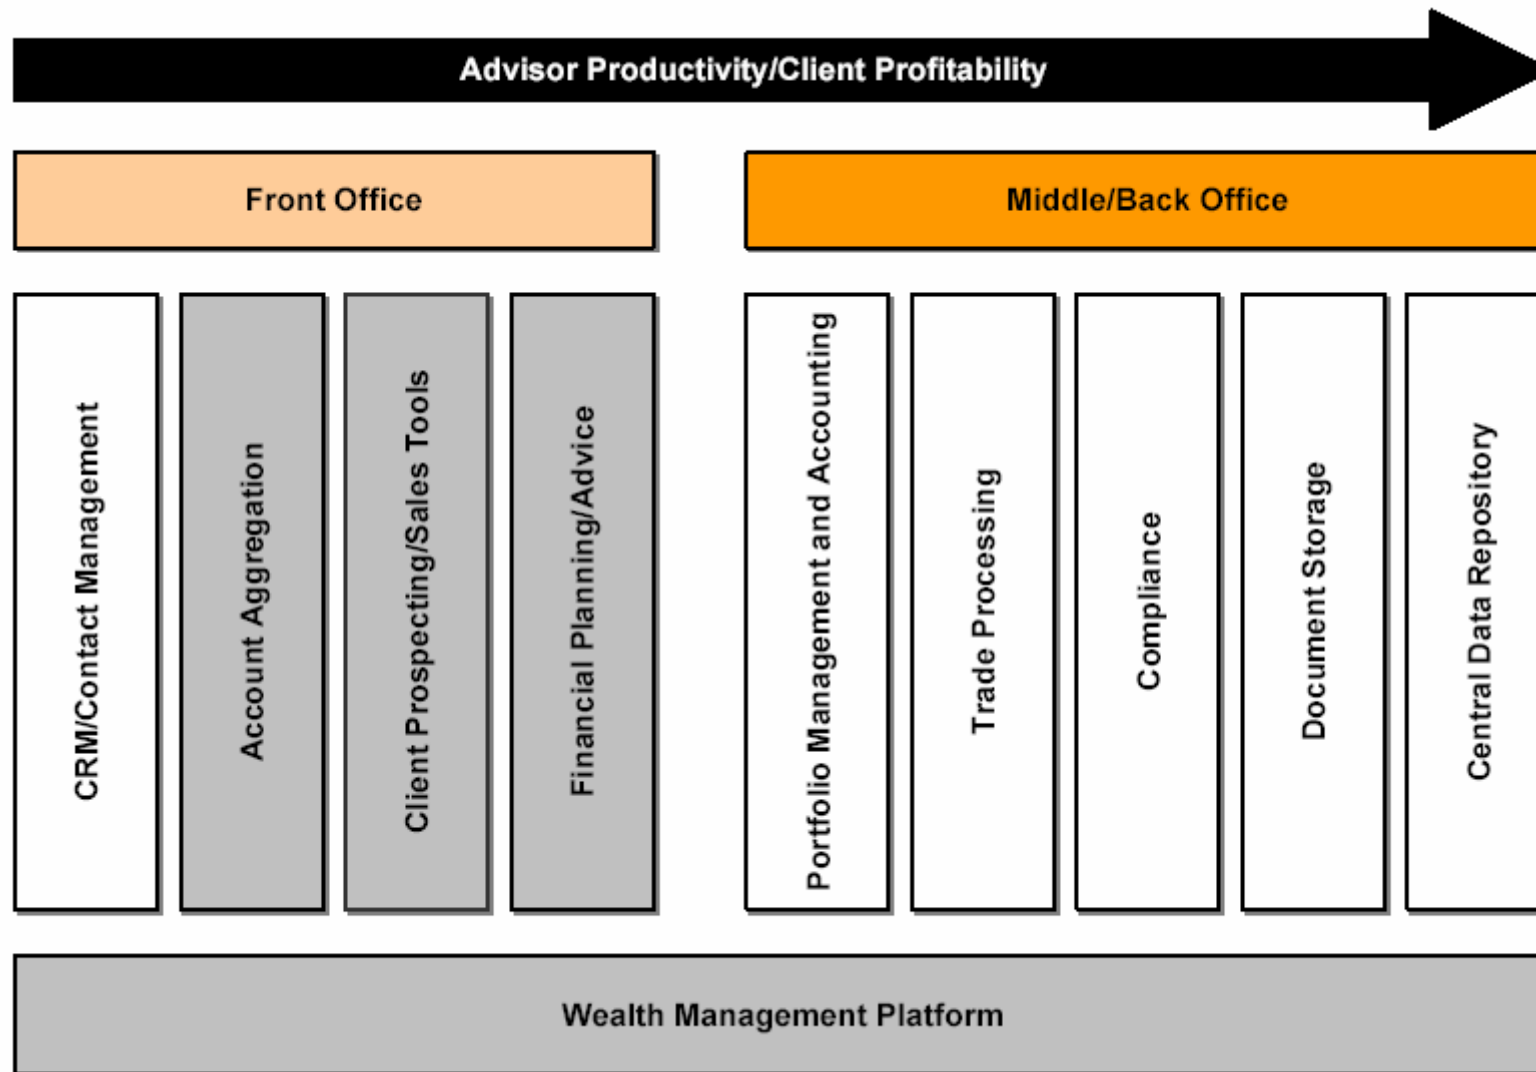 Advisor Productivity/Client Profitability
Front Office
Middle/Back Office
CRM/Contact Management
Account Aggregation
Client Prospecting/Sales Tools
Financial Planning/Advice
Portfolio Management and Accounting
Trade Processing
Compliance
Document Storage
Central Data Repository
Wealth Management Platform